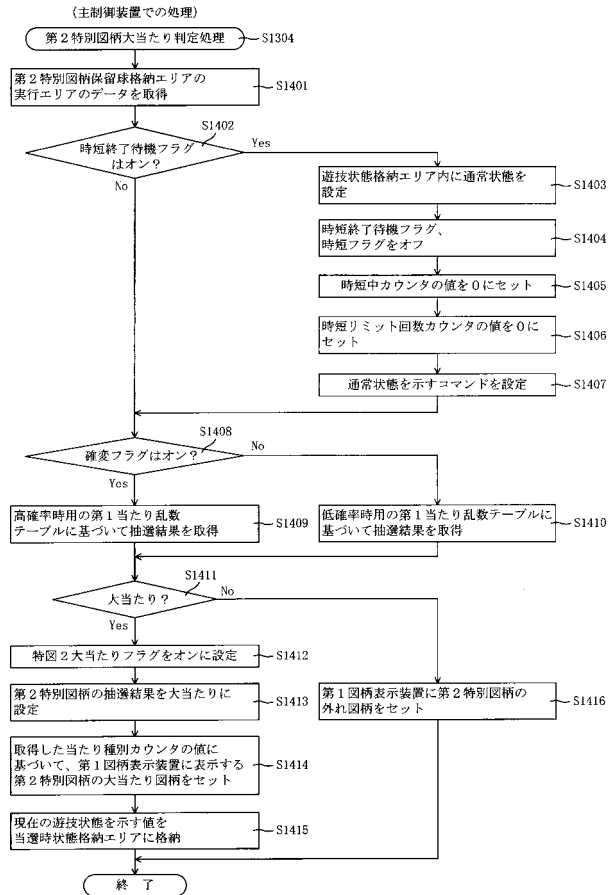 (主制御装置での処理)
第2特別図柄大当たり判定処理
S1304
第2特別図柄保留球格納エリアの
実行エリアのデータを取得
S1401
S1402
時短終了待機フラグ
はオン?
Yes
No
遊技状態格納エリア内に通常状態を
設定
S1403
時短終了待機フラグ、
時短フラグをオフ
S1404
時短中カウンタの値を0にセット
S1405
時短リミット回数カウンタの値を0に
セット
S1406
通常状態を示すコマンドを設定
S1407
S1408
確変フラグはオン?
No
Yes
高確率時用の第1当たり乱数
テーブルに基づいて抽選結果を取得
S1409
低確率時用の第1当たり乱数テーブルに
基づいて抽選結果を取得
S1410
S1411
大当たり?
No
Yes
特図2大当たりフラグをオンに設定
S1412
第2特別図柄の抽選結果を大当たりに
設定
S1413
第1図柄表示装置に第2特別図柄の
外れ図柄をセット
S1416
取得した当たり種別カウンタの値に
基づいて、第1図柄表示装置に表示する
第2特別図柄の大当たり図柄をセット
S1414
現在の遊技状態を示す値を
当選時状態格納エリアに格納
S1415
終 了